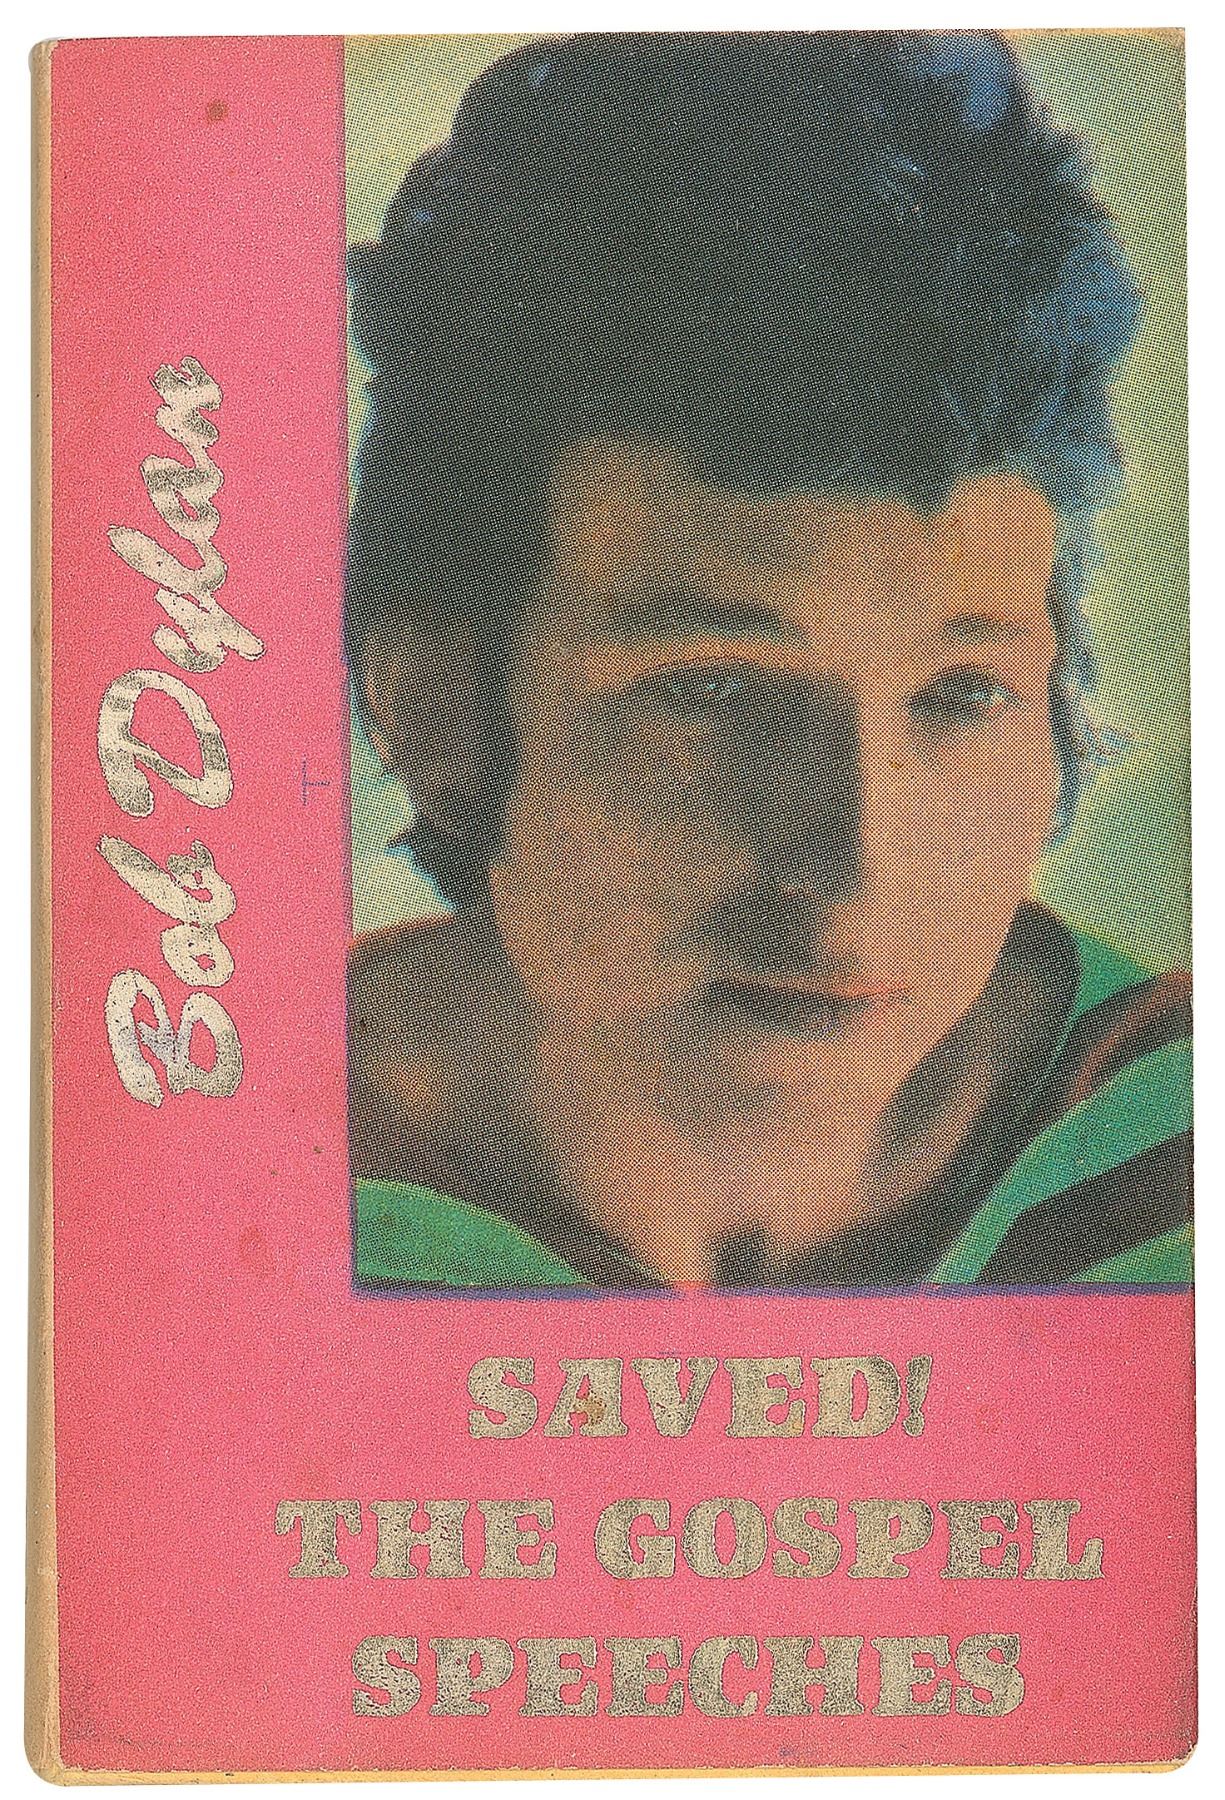 Bob Dylan
SAVED!
THE GOSPEL
SPEECHES